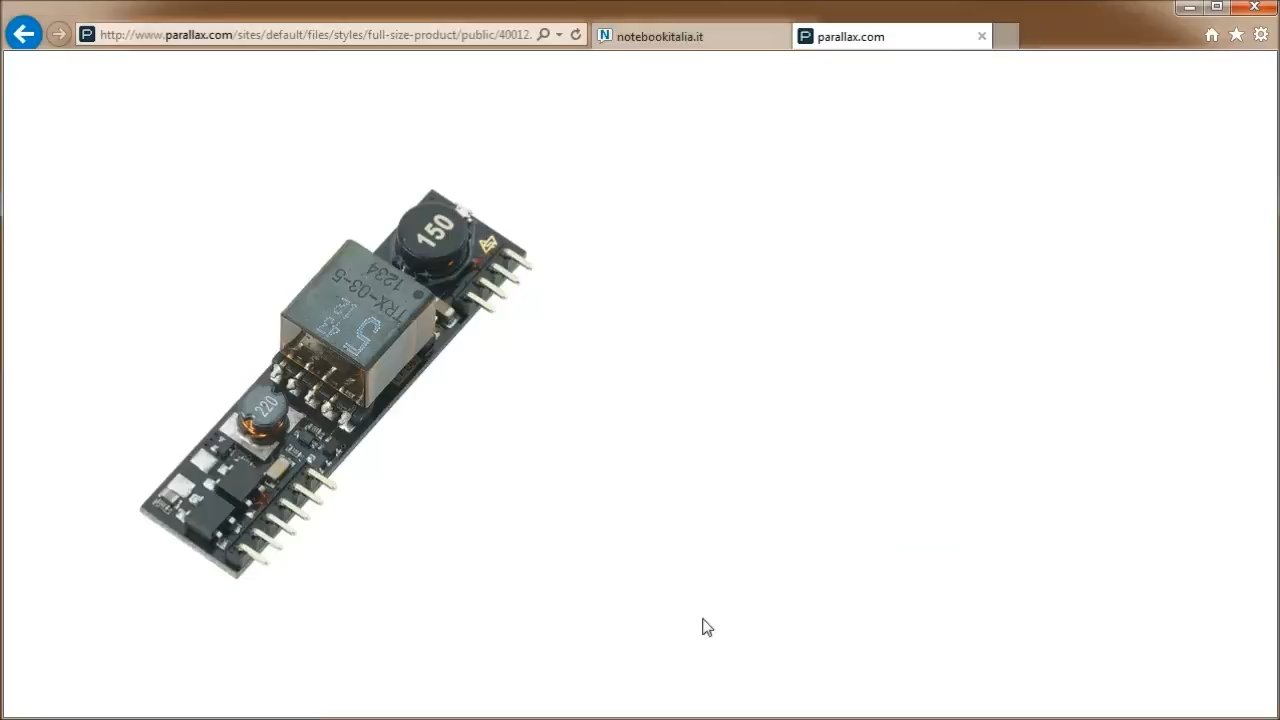 http://www.parallax.com/sites/default/files/styles/full-size-product/public/40012.
notebookitalia.it
parallax.com
150
TRX-03-5
1234
220